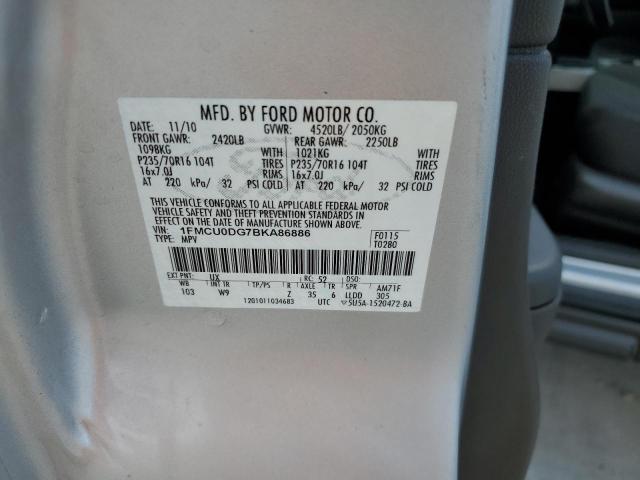 MFD. BY FORD MOTOR CO.
DATE: 11/10 GVWR: 4520LB/ 2050KG
FRONT GAWR: 2420LB REAR GAWR: 2250LB
1098KG WITH 1021KG WITH
P235/70R16 104T TIRES P235/70R16 104T TIRES
16x7.0J RIMS 16x7.0J RIMS
AT 220 kPa/ 32 PSI COLD AT 220 kPa/ 32 PSI COLD
THIS VEHICLE CONFORMS TO ALL APPLICABLE FEDERAL MOTOR
VEHICLE SAFETY AND THEFT PREVENTION STANDARDS IN
EFFECT ON THE DATE OF MANUFACTURE SHOWN ABOVE.
VIN: 1FMCU0DG7BKA86886 F0115
TYPE: MPV T0280
EXT PNT: UX RC: 52 DSO:
WB INT TR TP/PS R AXLE TR SPR AM71F
103 W9 Z 35 6 LLDD 305
12G1011034683 UTC 5U5A-1520472-BA